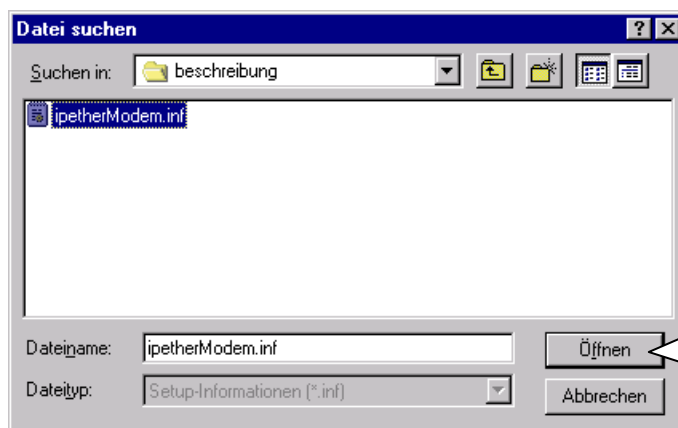 Datei suchen
Suchen in: beschreibung
ipetherModem.inf
Dateiname: ipetherModem.inf Öffnen
Dateityp: Setup-Informationen (*.inf) Abbrechen